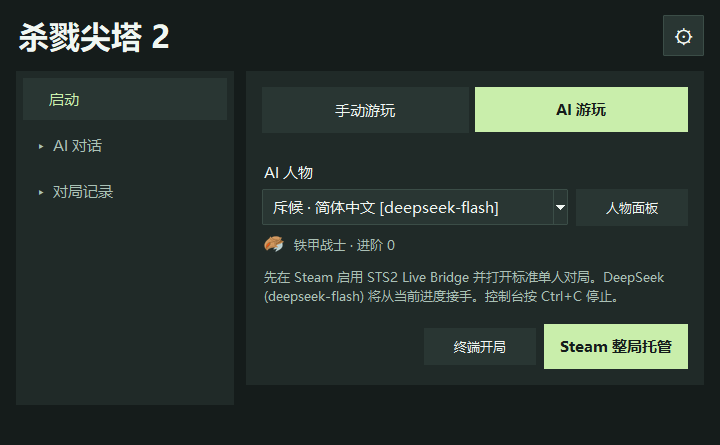 杀戮尖塔 2
启动
▸ AI 对话
▸ 对局记录
手动游玩
AI 游玩
AI 人物
斥候 · 简体中文 [deepseek-flash]
人物面板
铁甲战士 · 进阶 0
先在 Steam 启用 STS2 Live Bridge 并打开标准单人对局。DeepSeek
(deepseek-flash) 将从当前进度接手。控制台按 Ctrl+C 停止。
终端开局
Steam 整局托管